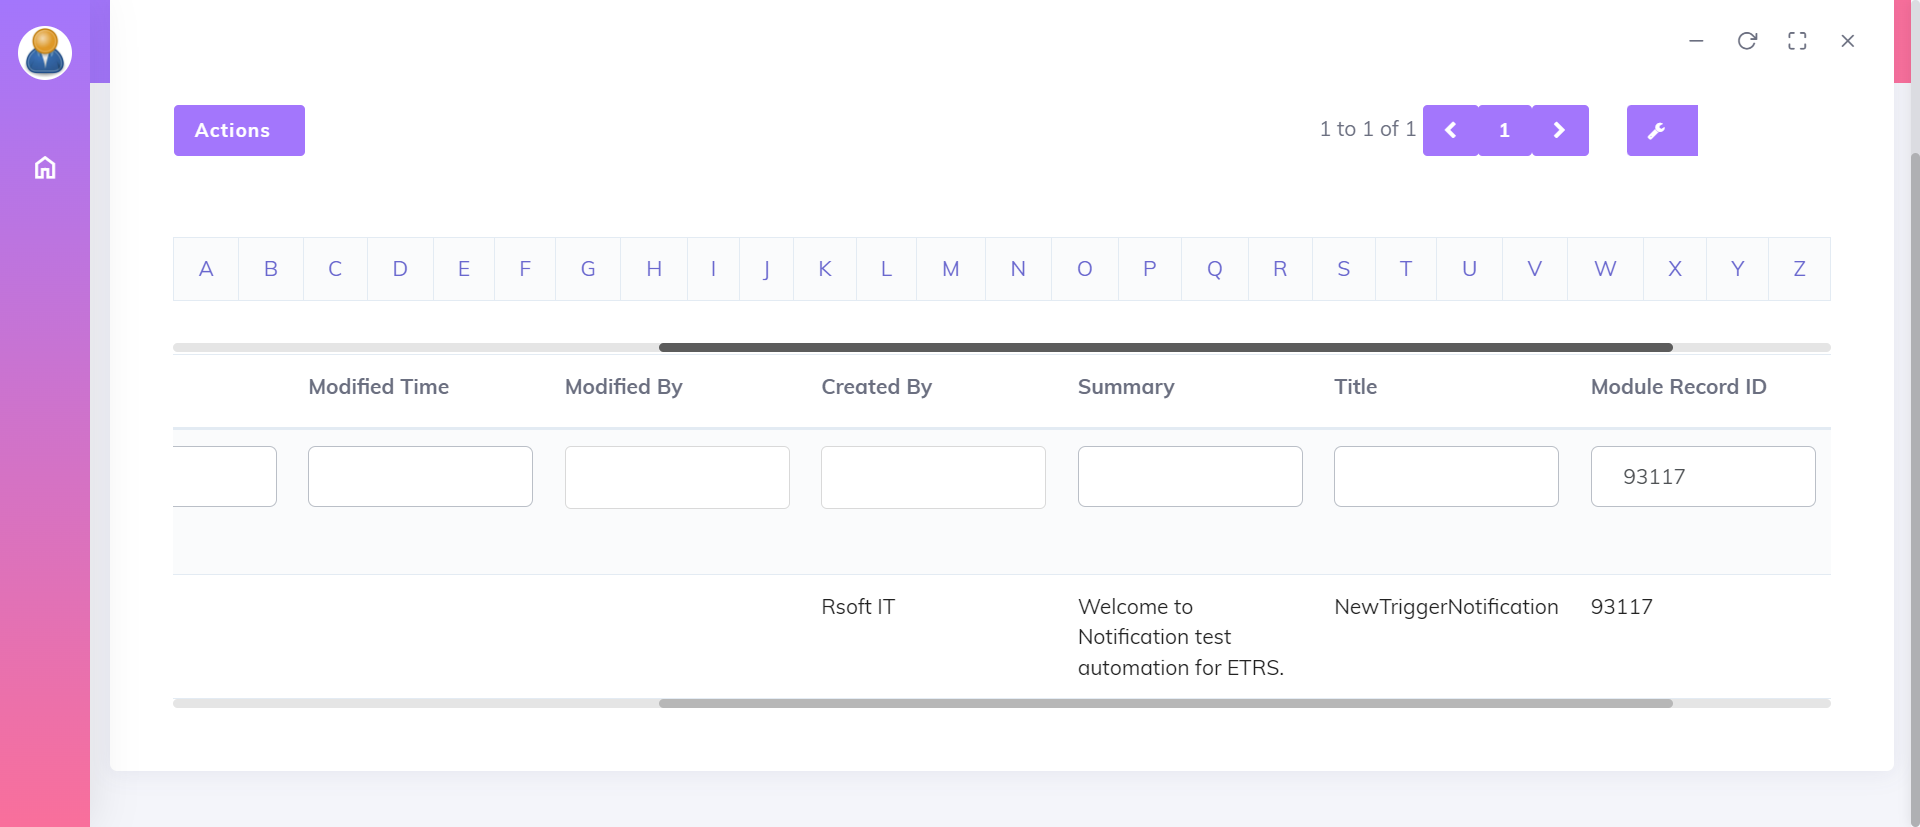 Actions
1 to 1 of 1
1
A B C D E F G H I J K L M N O P Q R S T U V W X Y Z
Modified Time Modified By Created By Summary Title Module Record ID
93117
Rsoft IT Welcome to NewTriggerNotification 93117
Notification test
automation for ETRS.